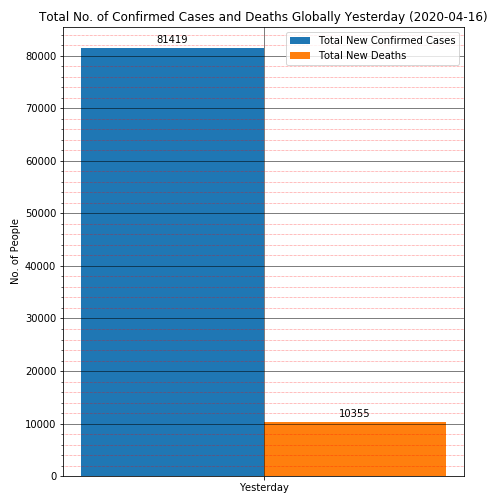 Total No. of Confirmed Cases and Deaths Globally Yesterday (2020-04-16)
81419
Total New Confirmed Cases
Total New Deaths
80000
70000
60000
50000
40000
30000
20000
10000
0
No. of People
10355
Yesterday